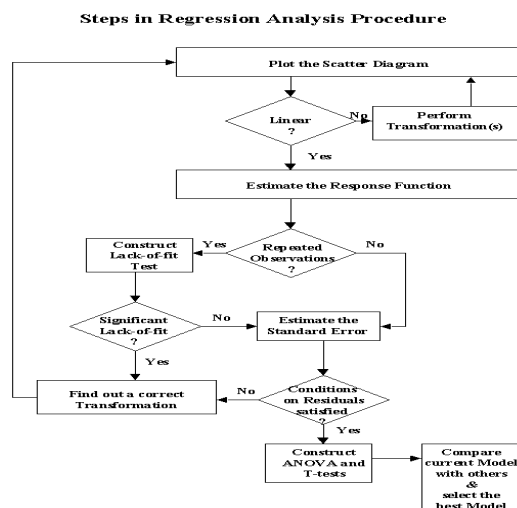 Steps in Regression Analysis Procedure
Plot the Scatter Diagram
Linear
?
No
Perform
Transformation(s)
Yes
Estimate the Response Function
Repeated
Observations
?
Yes
No
Construct
Lack-of-fit
Test
Significant
Lack-of-fit
?
No
Estimate the
Standard Error
Yes
Find out a correct
Transformation
No
Conditions
on Residuals
satisfied
?
Yes
Construct
ANOVA and
T-tests
Compare
current Model
with others
&
select the
best Model